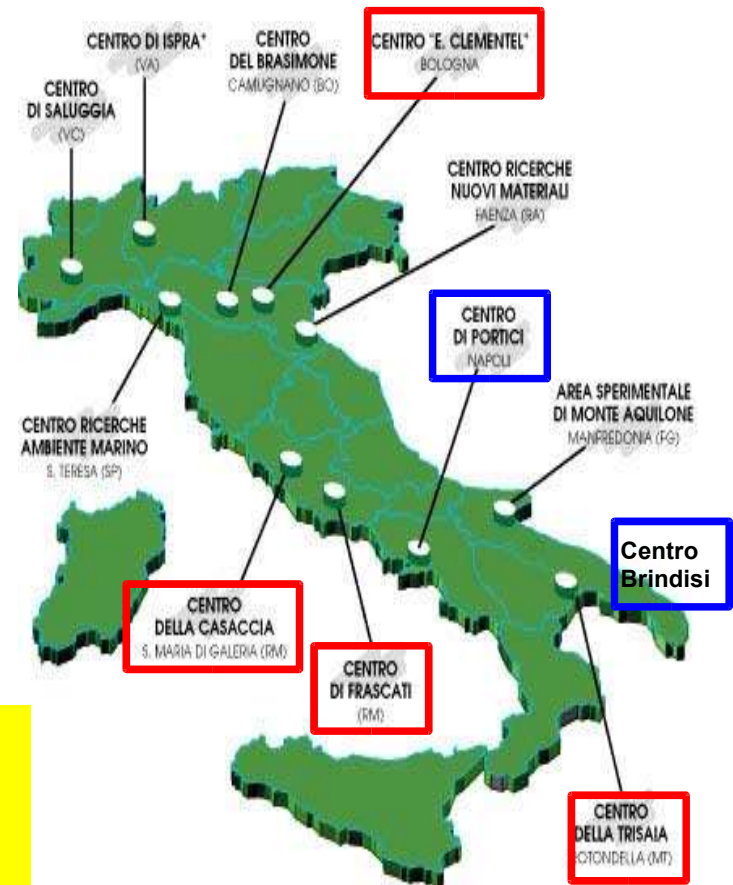 CENTRO DI ISPRA*
(VA)
CENTRO
DEL BRASIMONE
CAMUGNANO (BO)
CENTRO "E. CLEMENTEL"
BOLOGNA
CENTRO
DI SALUGGIA
(VC)
CENTRO RICERCHE
NUOVI MATERIALI
FAENZA (RA)
CENTRO
DI PORTICI
NAPOLI
AREA SPERIMENTALE
DI MONTE AQUILONE
MANFREDONIA (FG)
CENTRO RICERCHE
AMBIENTE MARINO
S. TERESA (SP)
Centro
Brindisi
CENTRO
DELLA CASACCIA
S. MARIA DI GALERIA (RM)
CENTRO
DI FRASCATI
(RM)
CENTRO
DELLA TRISAIA
ROTONDELLA (MT)